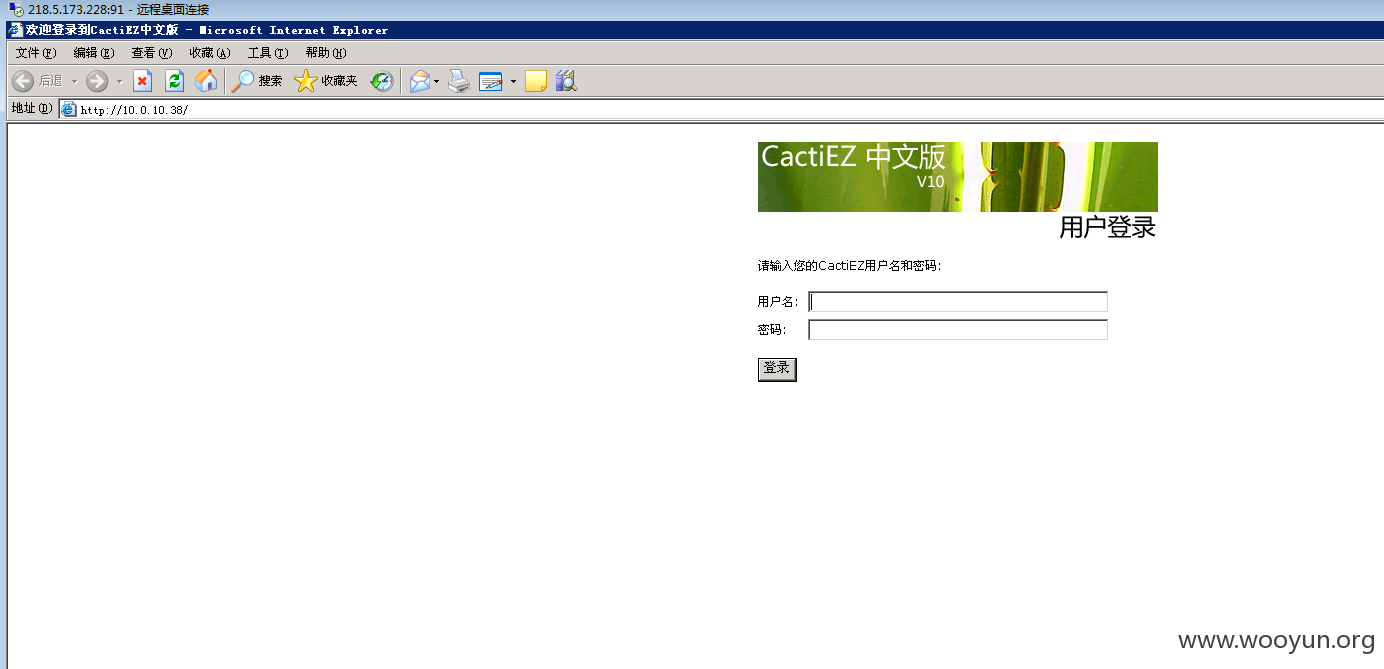 218.5.173.228:91 - 远程桌面连接
欢迎登录到CactiEZ中文版 - Microsoft Internet Explorer
文件(F) 编辑(E) 查看(V) 收藏(A) 工具(T) 帮助(H)
后退 搜索 收藏夹
地址(D) http://10.0.10.38/
CactiEZ 中文版
V10
用户登录
请输入您的CactiEZ用户名和密码:
用户名:
密码:
登录
www.wooyun.org